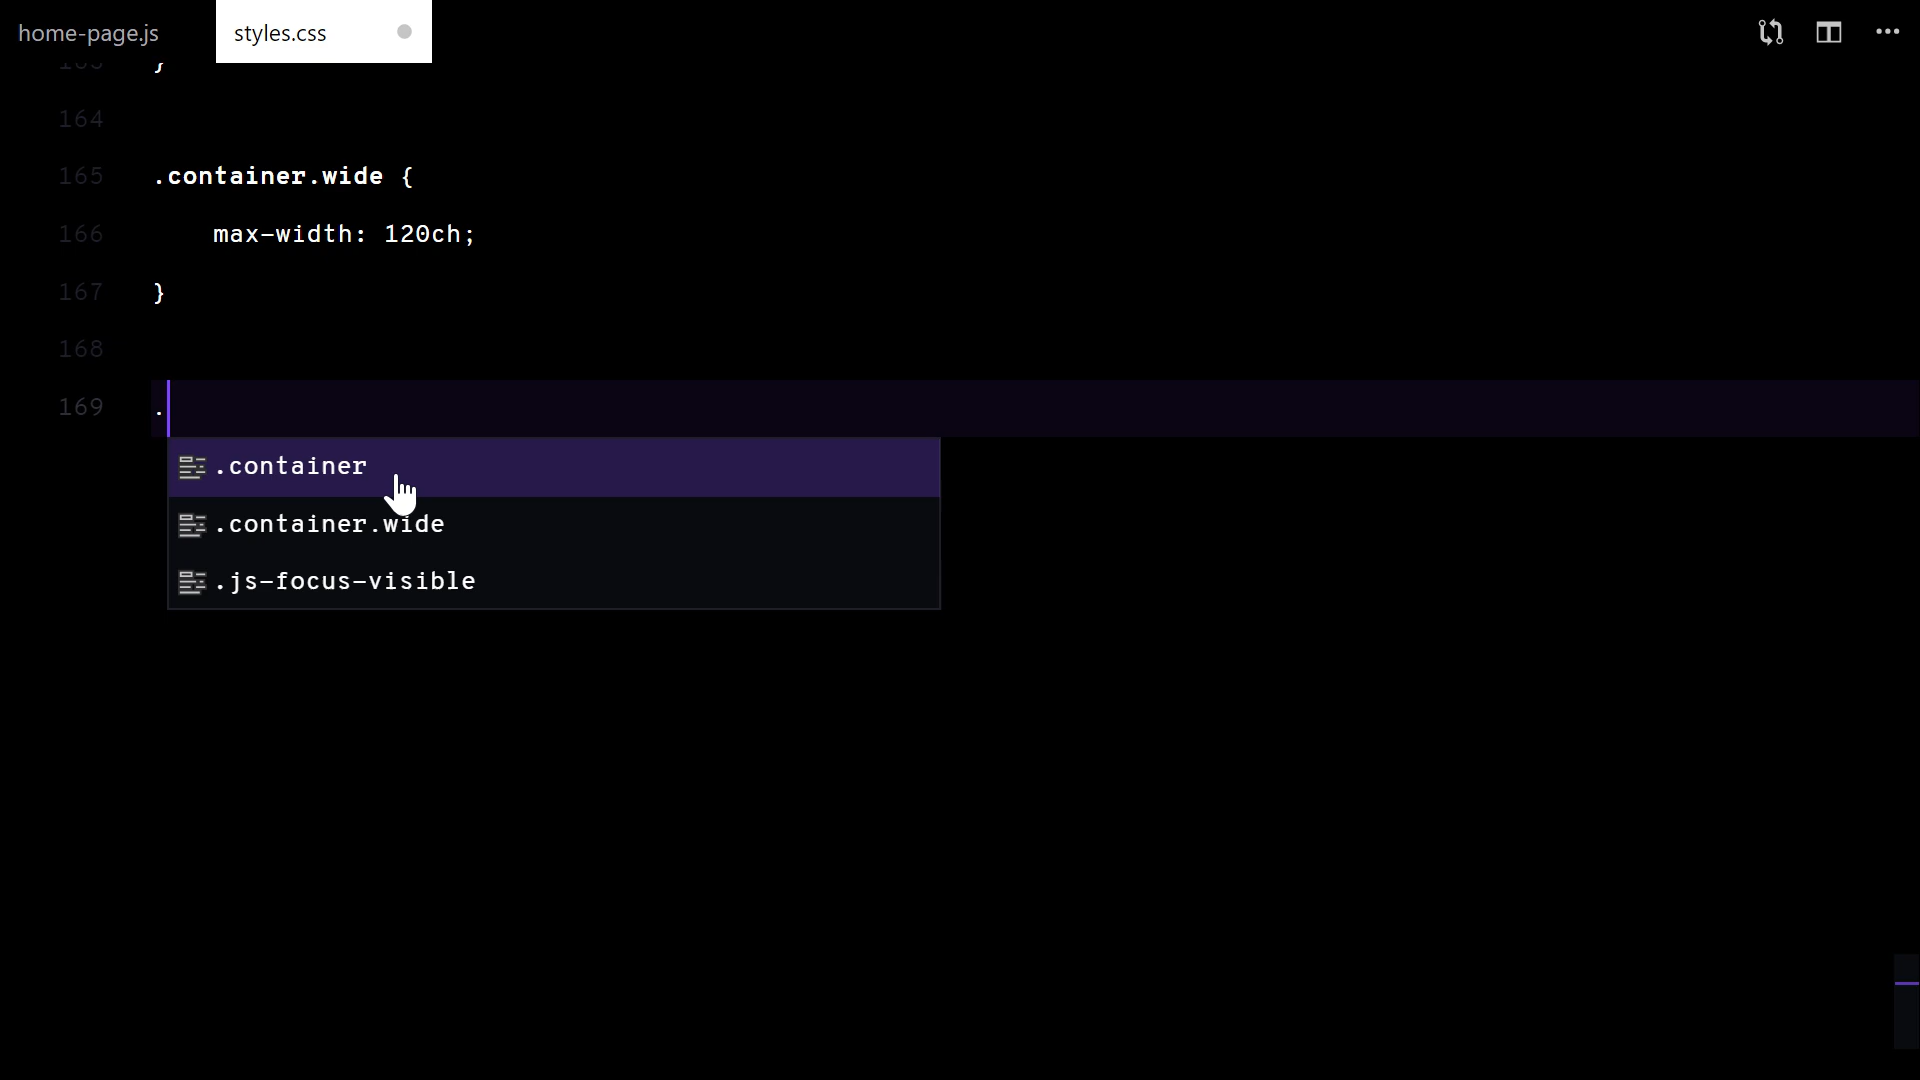 home-page.js
styles.css
}
164
165 .container.wide {
166 max-width: 120ch;
167 }
168
169 .
.container
.container.wide
.js-focus-visible